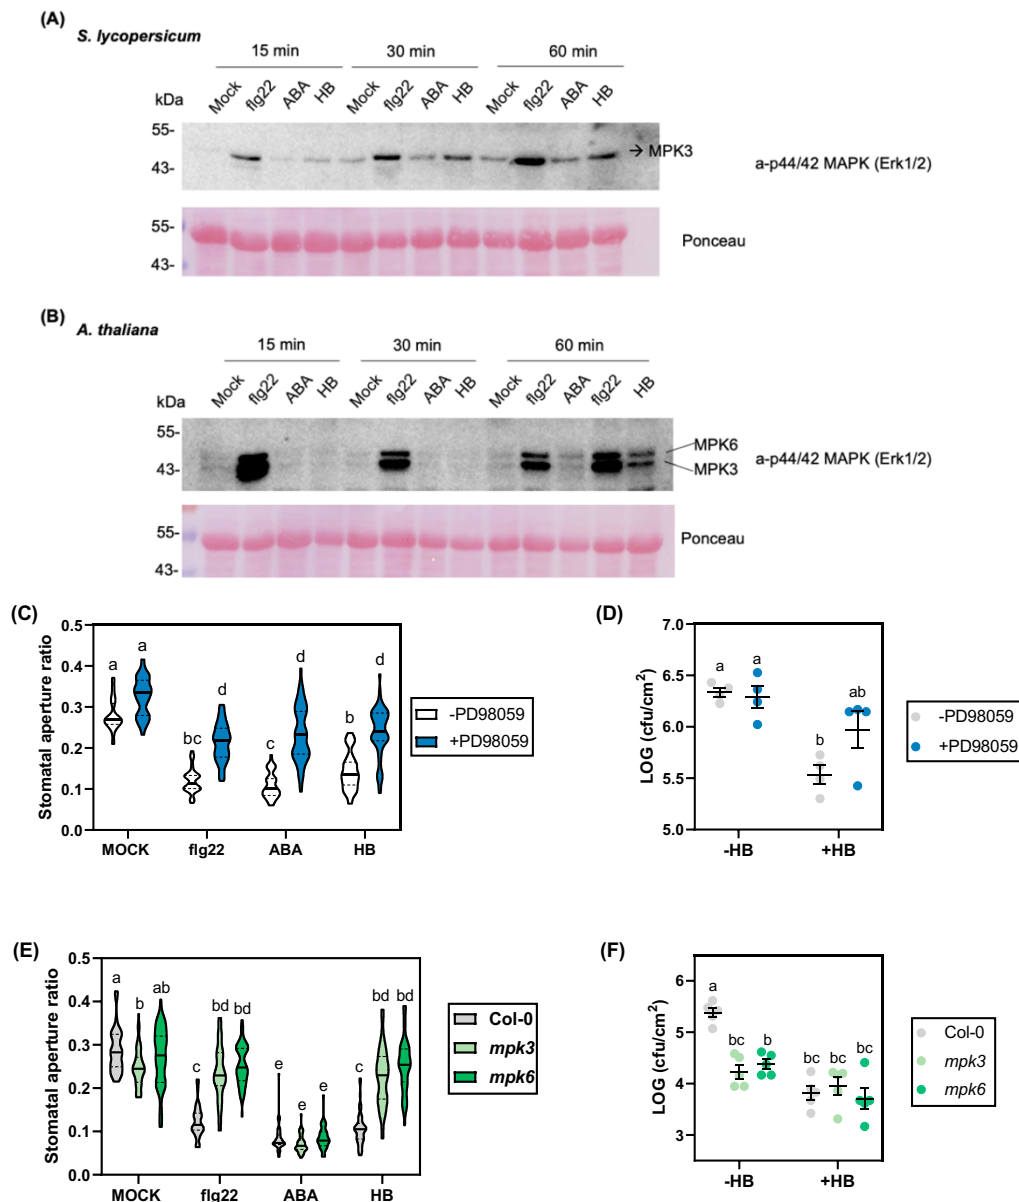 (A)
S. lycopersicum
15 min 30 min 60 min
Mock flg22 ABA HB Mock flg22 ABA HB Mock flg22 ABA HB
kDa
55-
43-
→ MPK3
a-p44/42 MAPK (Erk1/2)
55-
43-
Ponceau
(B)
A. thaliana
15 min 30 min 60 min
Mock flg22 ABA HB Mock flg22 ABA HB Mock flg22 ABA flg22 HB
kDa
55-
43-
MPK6
MPK3
a-p44/42 MAPK (Erk1/2)
55-
43-
Ponceau
(C)
Stomatal aperture ratio
0.5
0.4
0.3
0.2
0.1
0.0
a a bc d c d b d
MOCK flg22 ABA HB
-PD98059
+PD98059
(D)
LOG (cfu/cm²)
7.0
6.5
6.0
5.5
5.0
a a b ab
-HB +HB
-PD98059
+PD98059
(E)
Stomatal aperture ratio
0.5
0.4
0.3
0.2
0.1
0.0
a b ab c bd bd e e e c bd bd
MOCK flg22 ABA HB
Col-0
mpk3
mpk6
(F)
LOG (cfu/cm²)
6
5
4
3
a bc b bc bc bc
-HB +HB
Col-0
mpk3
mpk6